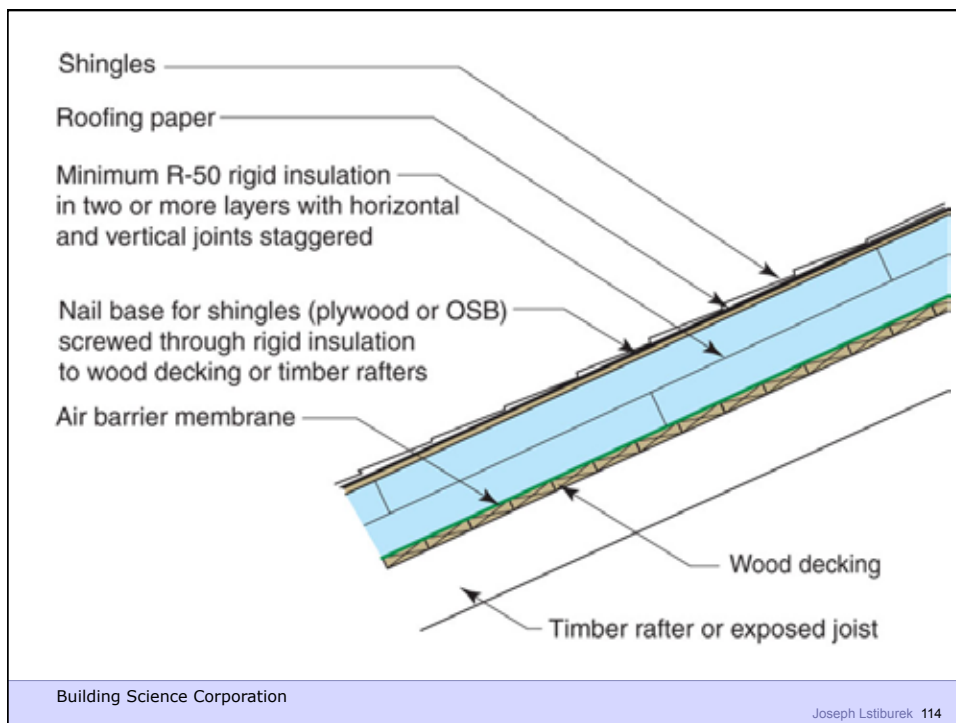 Shingles
Roofing paper
Minimum R-50 rigid insulation
in two or more layers with horizontal
and vertical joints staggered
Nail base for shingles (plywood or OSB)
screwed through rigid insulation
to wood decking or timber rafters
Air barrier membrane
Wood decking
Timber rafter or exposed joist
Building Science Corporation
Joseph Lstiburek 114